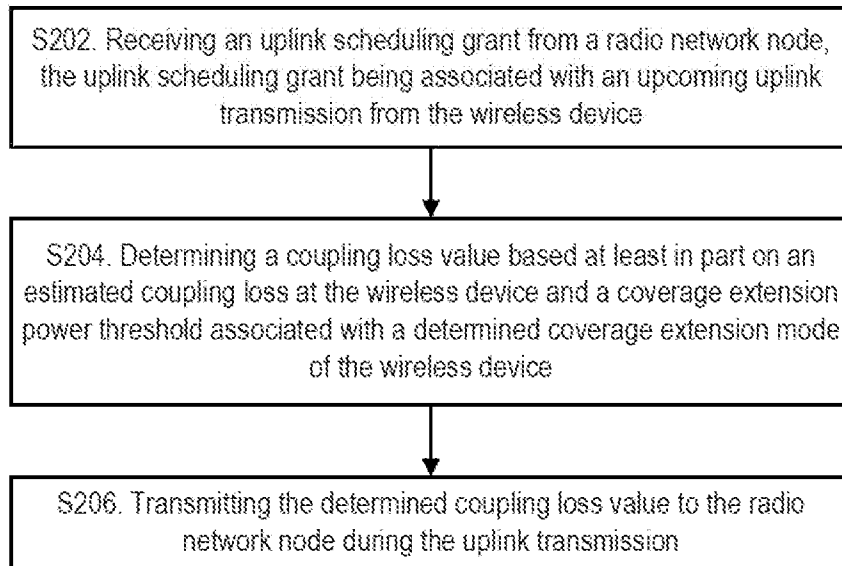 S202. Receiving an uplink scheduling grant from a radio network node,
the uplink scheduling grant being associated with an upcoming uplink
transmission from the wireless device
S204. Determining a coupling loss value based at least in part on an
estimated coupling loss at the wireless device and a coverage extension
power threshold associated with a determined coverage extension mode
of the wireless device
S206. Transmitting the determined coupling loss value to the radio
network node during the uplink transmission